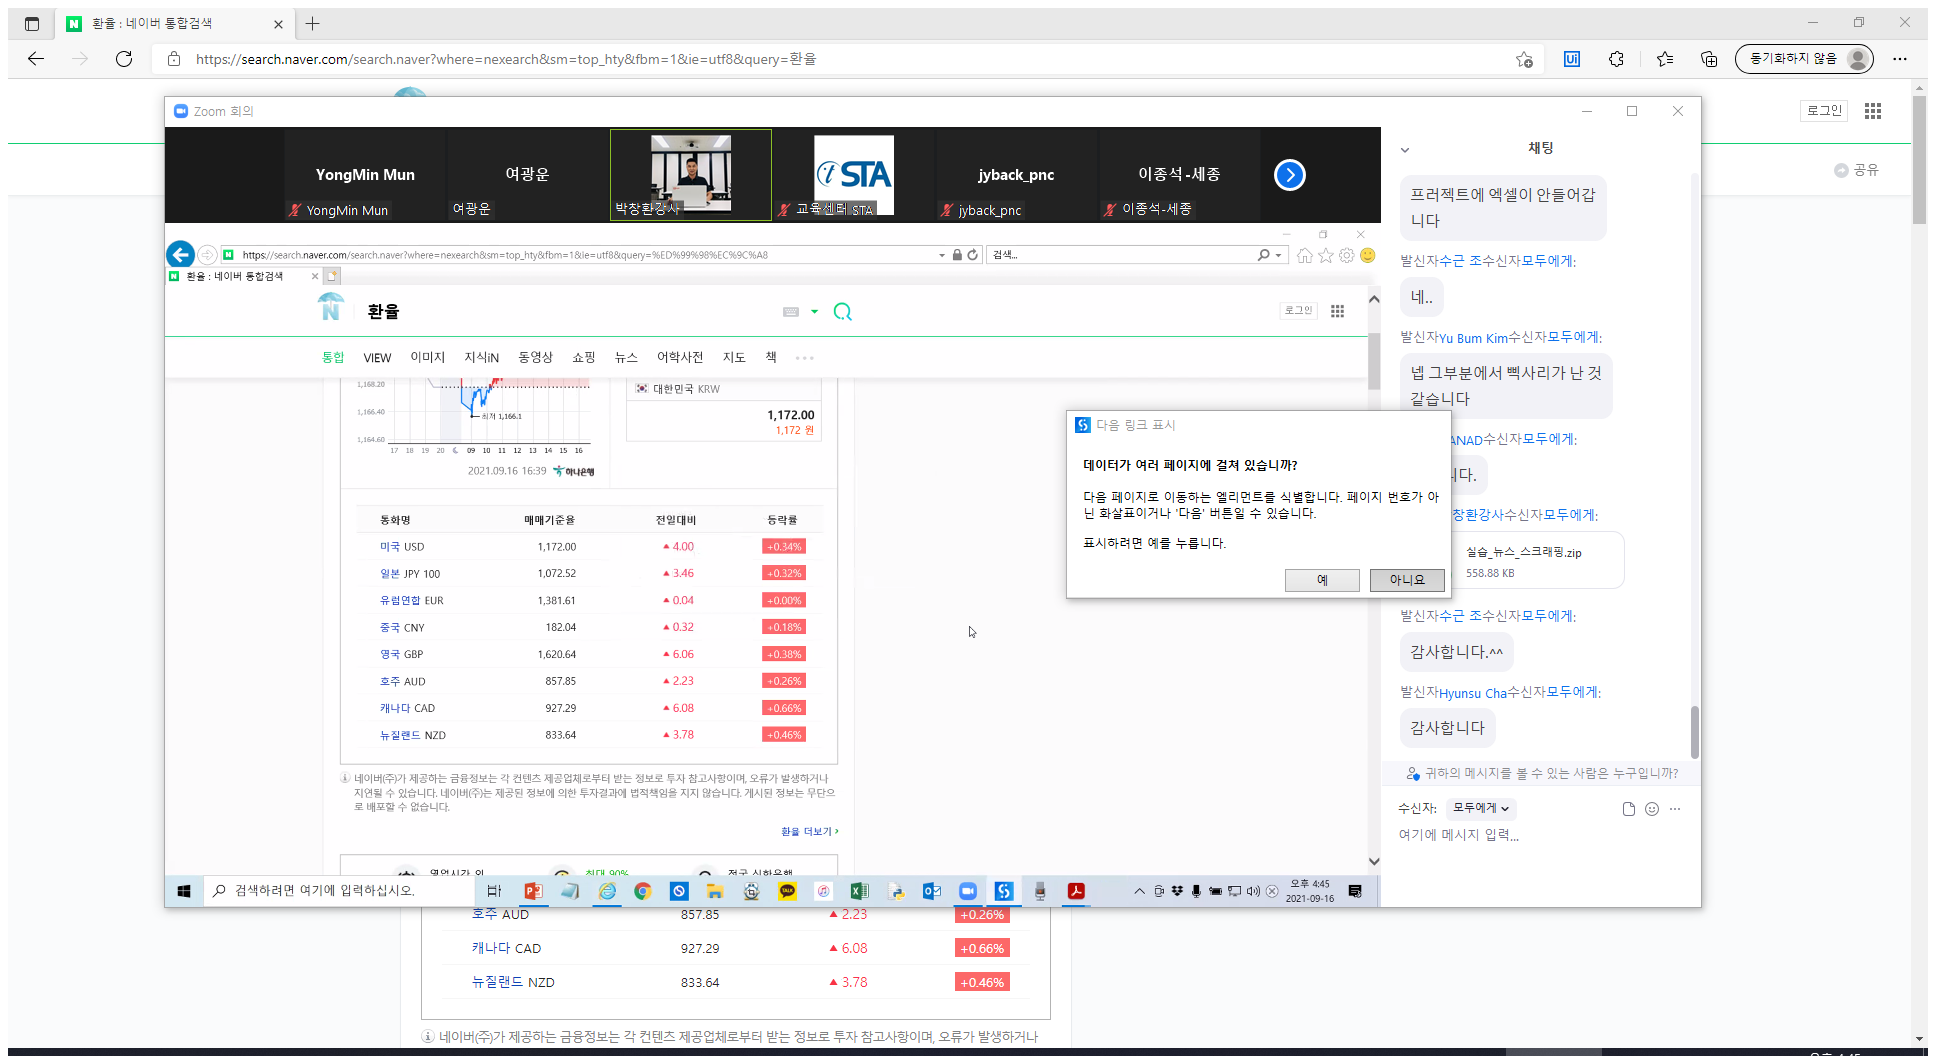 환율 : 네이버 통합검색
https://search.naver.com/search.naver?where=nexearch&sm=top_hty&fbm=1&ie=utf8&query=환율
동기화하지 않음
로그인
공유
Zoom 회의
YongMin Mun
여광운
STA
jyback_pnc
이종석-세종
YongMin Mun
여광운
박창환강사
교육센터 STA
jyback_pnc
이종석-세종
https://search.naver.com/search.naver?where=nexearch&sm=top_hty&fbm=1&ie=utf8&query=%ED%99%98%EC%9C%A8
검색...
환율 : 네이버 통합검색
환율
로그인
통합 VIEW 이미지 지식iN 동영상 쇼핑 뉴스 어학사전 지도 책
1,168.20
1,166.40
1,164.60
최저 1,166.1
17 18 19 20 09 10 11 12 13 14 15 16
2021.09.16 16:39 하나은행
대한민국 KRW
1,172.00
1,172 원
통화명 매매기준율 전일대비 등락률
미국 USD 1,172.00 ▲ 4.00 +0.34%
일본 JPY 100 1,072.52 ▲ 3.46 +0.32%
유럽연합 EUR 1,381.61 ▲ 0.04 +0.00%
중국 CNY 182.04 ▲ 0.32 +0.18%
영국 GBP 1,620.64 ▲ 6.06 +0.38%
호주 AUD 857.85 ▲ 2.23 +0.26%
캐나다 CAD 927.29 ▲ 6.08 +0.66%
뉴질랜드 NZD 833.64 ▲ 3.78 +0.46%
네이버(주)가 제공하는 금융정보는 각 컨텐츠 제공업체로부터 받는 정보로 투자 참고사항이며, 오류가 발생하거나
지연될 수 있습니다. 네이버(주)는 제공된 정보에 의한 투자결과에 법적책임을 지지 않습니다. 게시된 정보는 무단으
로 배포할 수 없습니다.
환율 더보기 ›
최대 90%
다음 링크 표시
데이터가 여러 페이지에 걸쳐 있습니까?
다음 페이지로 이동하는 엘리먼트를 식별합니다. 페이지 번호가 아
닌 화살표이거나 '다음' 버튼일 수 있습니다.
표시하려면 예를 누릅니다.
예 아니요
채팅
프러젝트에 엑셀이 안들어갑
니다
발신자수근 조수신자모두에게:
네..
발신자Yu Bum Kim수신자모두에게:
넵 그부분에서 삑사리가 난 것
같습니다
ANAD수신자모두에게:
니다.
창환강사수신자모두에게:
실습_뉴스_스크래핑.zip
558.88 KB
발신자수근 조수신자모두에게:
감사합니다.^^
발신자Hyunsu Cha수신자모두에게:
감사합니다
귀하의 메시지를 볼 수 있는 사람은 누구입니까?
수신자: 모두에게
여기에 메시지 입력...
검색하려면 여기에 입력하십시오.
오후 4:45
2021-09-16
호주 AUD 857.85 ▲ 2.23 +0.26%
캐나다 CAD 927.29 ▲ 6.08 +0.66%
뉴질랜드 NZD 833.64 ▲ 3.78 +0.46%
네이버(주)가 제공하는 금융정보는 각 컨텐츠 제공업체로부터 받는 정보로 투자 참고사항이며, 오류가 발생하거나